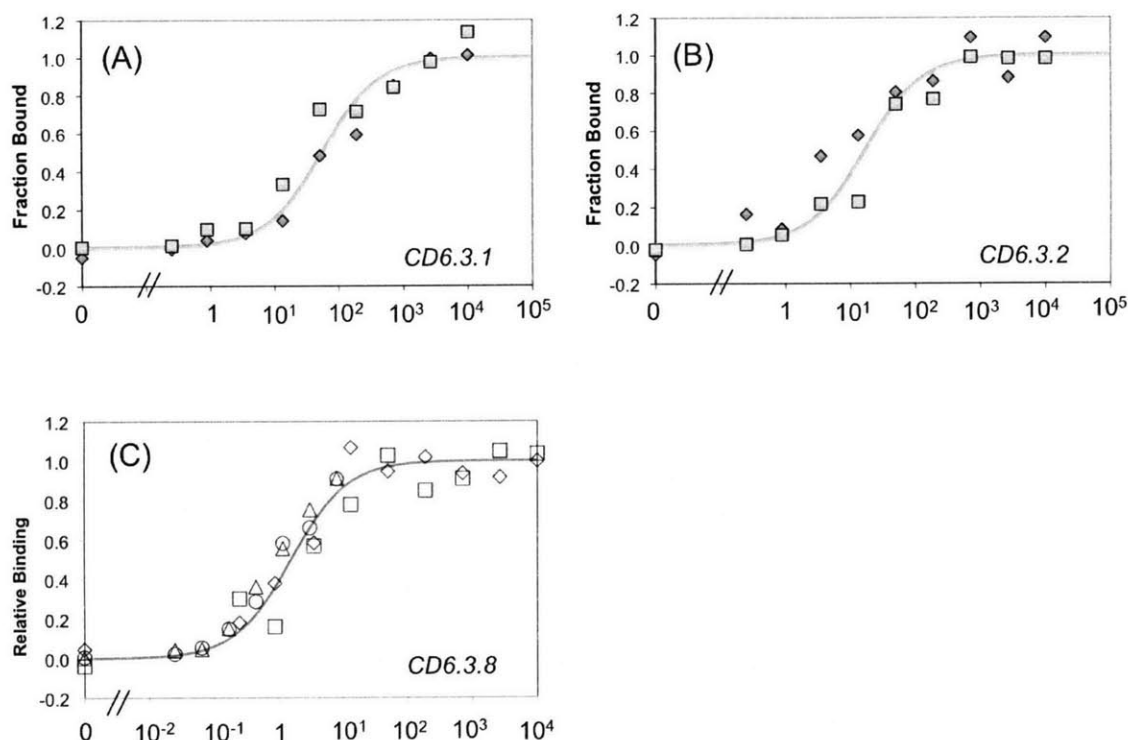 1.2
1.0
0.8
0.6
0.4
0.2
0.0
-0.2
Fraction Bound
(A)
CD6.3.1
0 1 10¹ 10² 10³ 10⁴ 10⁵
1.2
1.0
0.8
0.6
0.4
0.2
0.0
-0.2
Fraction Bound
(B)
CD6.3.2
0 1 10¹ 10² 10³ 10⁴ 10⁵
1.2
1.0
0.8
0.6
0.4
0.2
0.0
-0.2
Relative Binding
(C)
CD6.3.8
0 10⁻² 10⁻¹ 1 10¹ 10² 10³ 10⁴